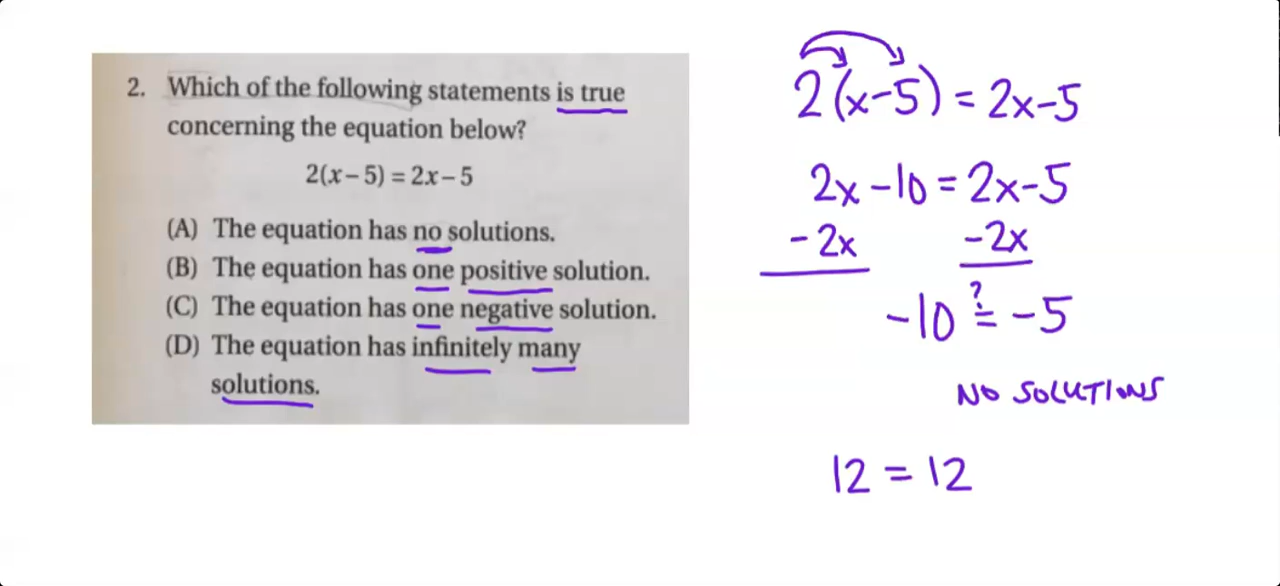 2. Which of the following statements is true
concerning the equation below?
2(x – 5) = 2x – 5
(A) The equation has no solutions.
(B) The equation has one positive solution.
(C) The equation has one negative solution.
(D) The equation has infinitely many
solutions.
2(x-5) = 2x-5
2x -10 = 2x-5
-2x -2x
-10 ≟ -5
NO SOLUTIONS
12 = 12